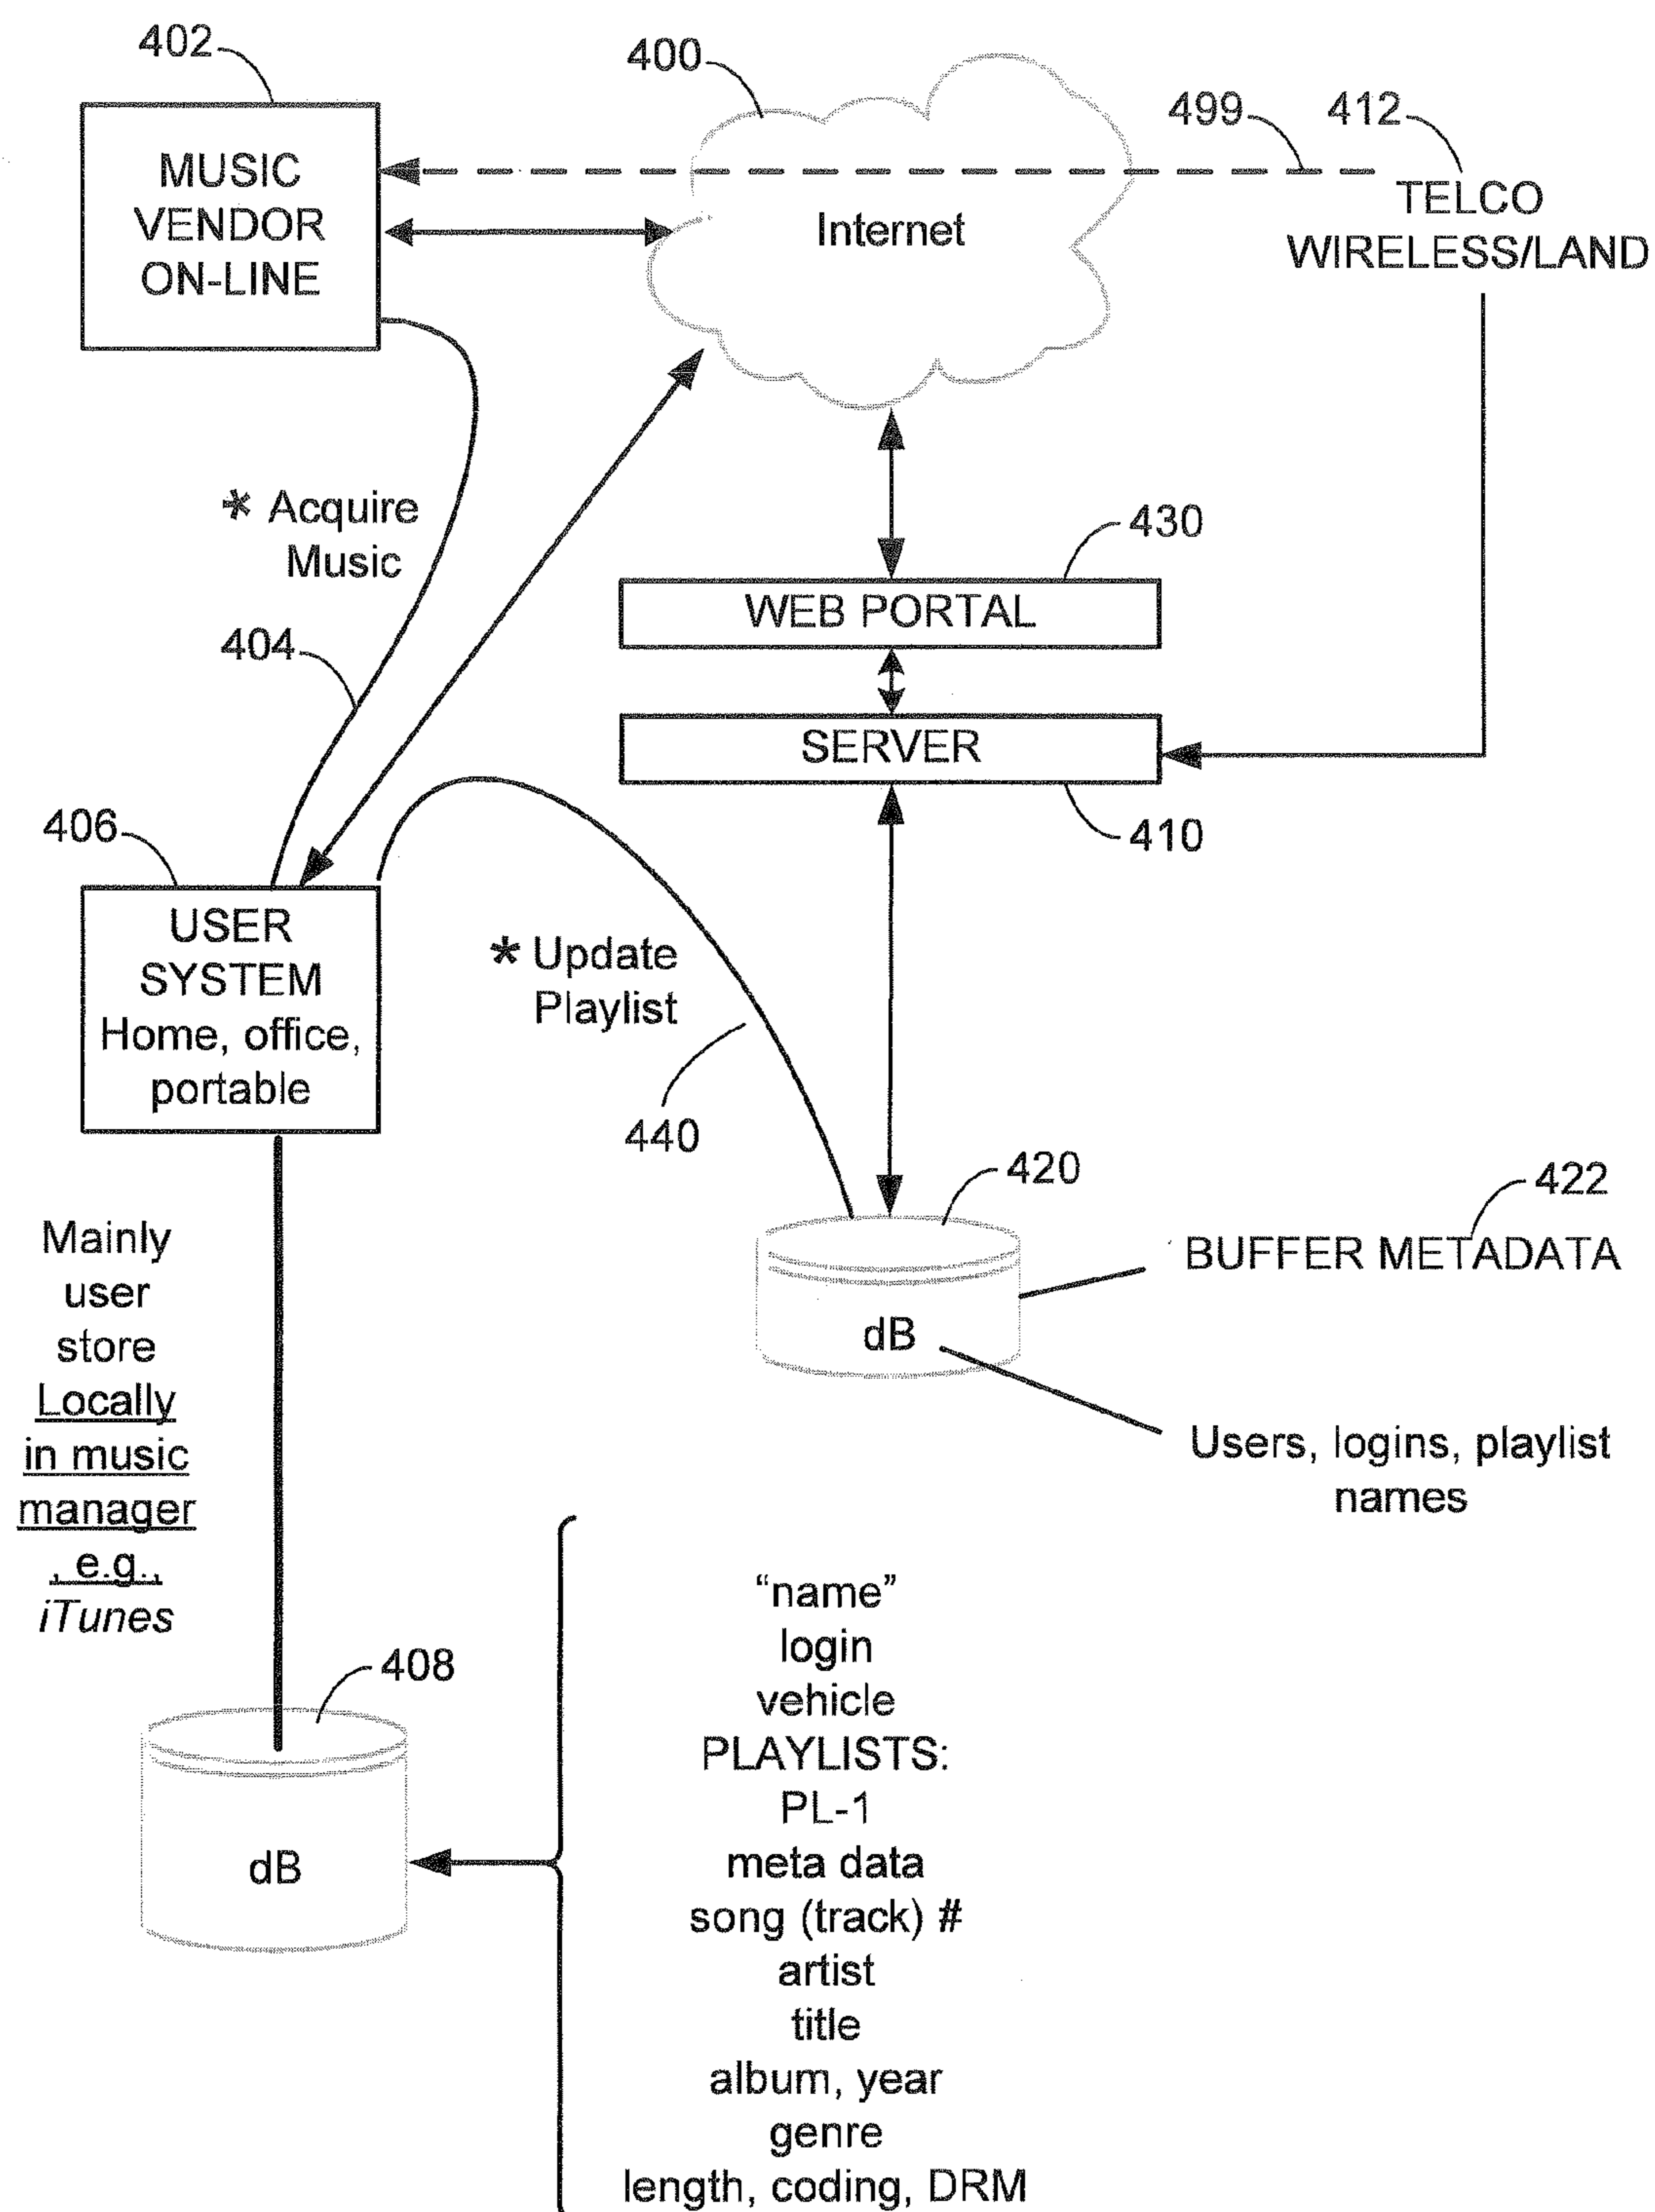 402
400
499
412
MUSIC
VENDOR
ON-LINE
Internet
TELCO
WIRELESS/LAND
* Acquire
Music
430
WEB PORTAL
404
SERVER
410
406
USER
SYSTEM
Home, office,
portable
* Update
Playlist
440
420
422
BUFFER METADATA
dB
Users, logins, playlist
names
Mainly
user
store
Locally
in music
manager
, e.g.,
iTunes
408
dB
“name”
login
vehicle
PLAYLISTS:
PL-1
meta data
song (track) #
artist
title
album, year
genre
length, coding, DRM